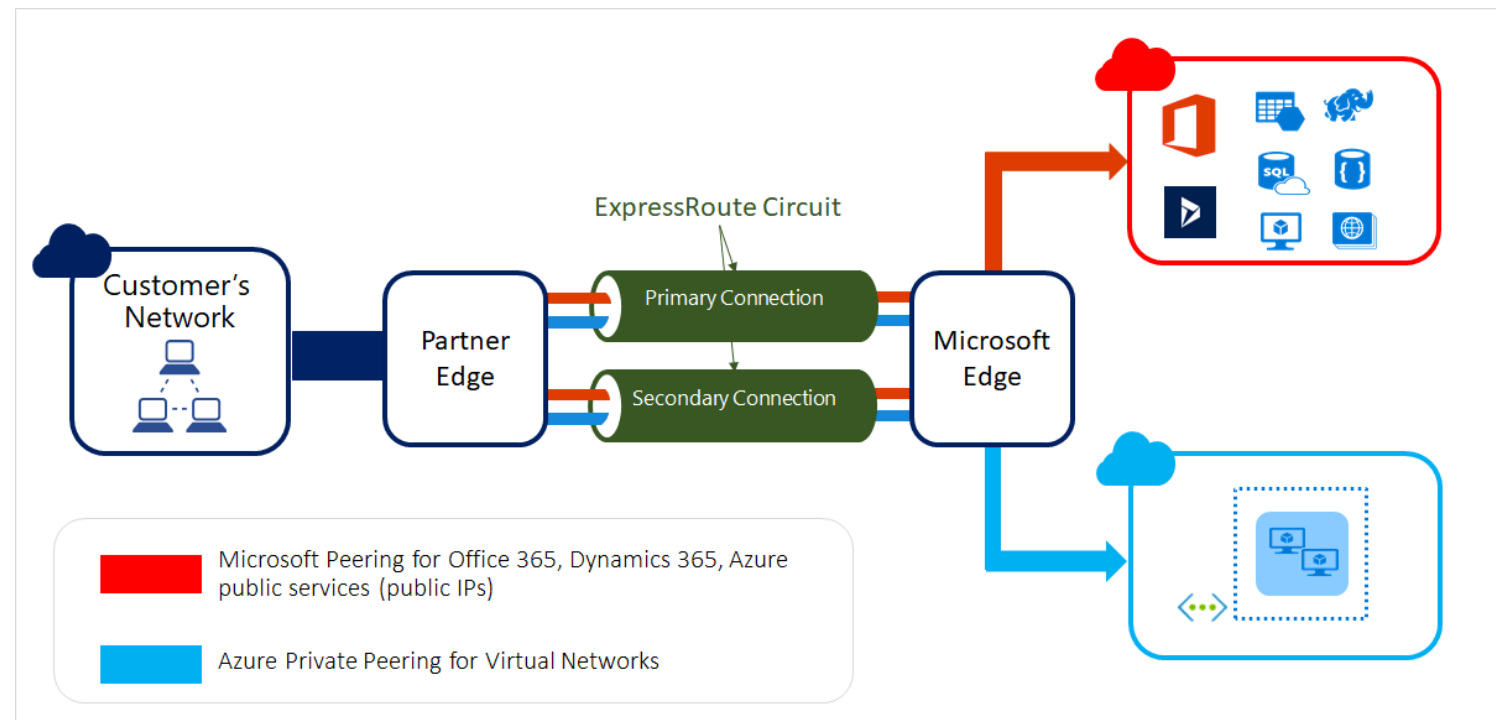 ExpressRoute Circuit
Customer's
Network
Partner
Edge
Primary Connection
Secondary Connection
Microsoft
Edge
SQL
Microsoft Peering for Office 365, Dynamics 365, Azure
public services (public IPs)
Azure Private Peering for Virtual Networks